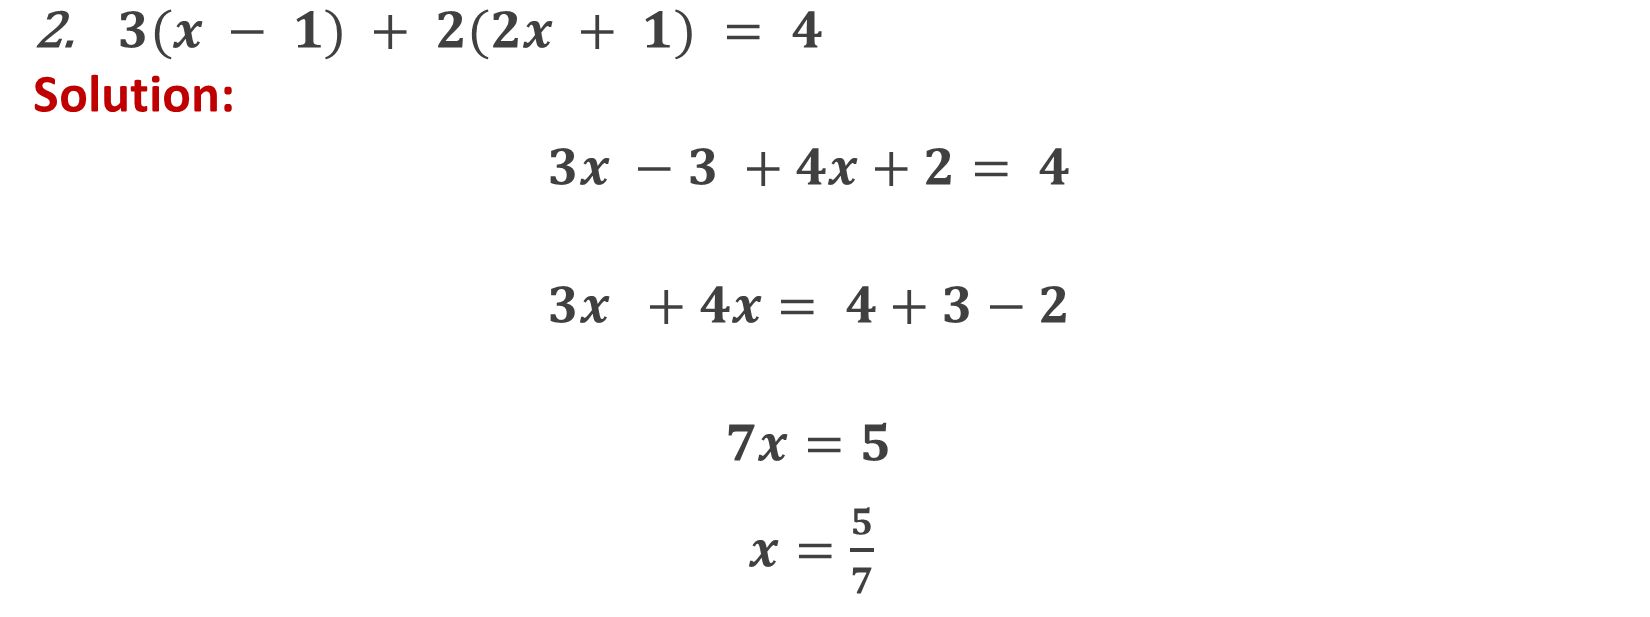 2. 3(x − 1) + 2(2x + 1) = 4
Solution:
3x − 3 + 4x + 2 = 4
3x + 4x = 4 + 3 − 2
7x = 5
x = 5/7